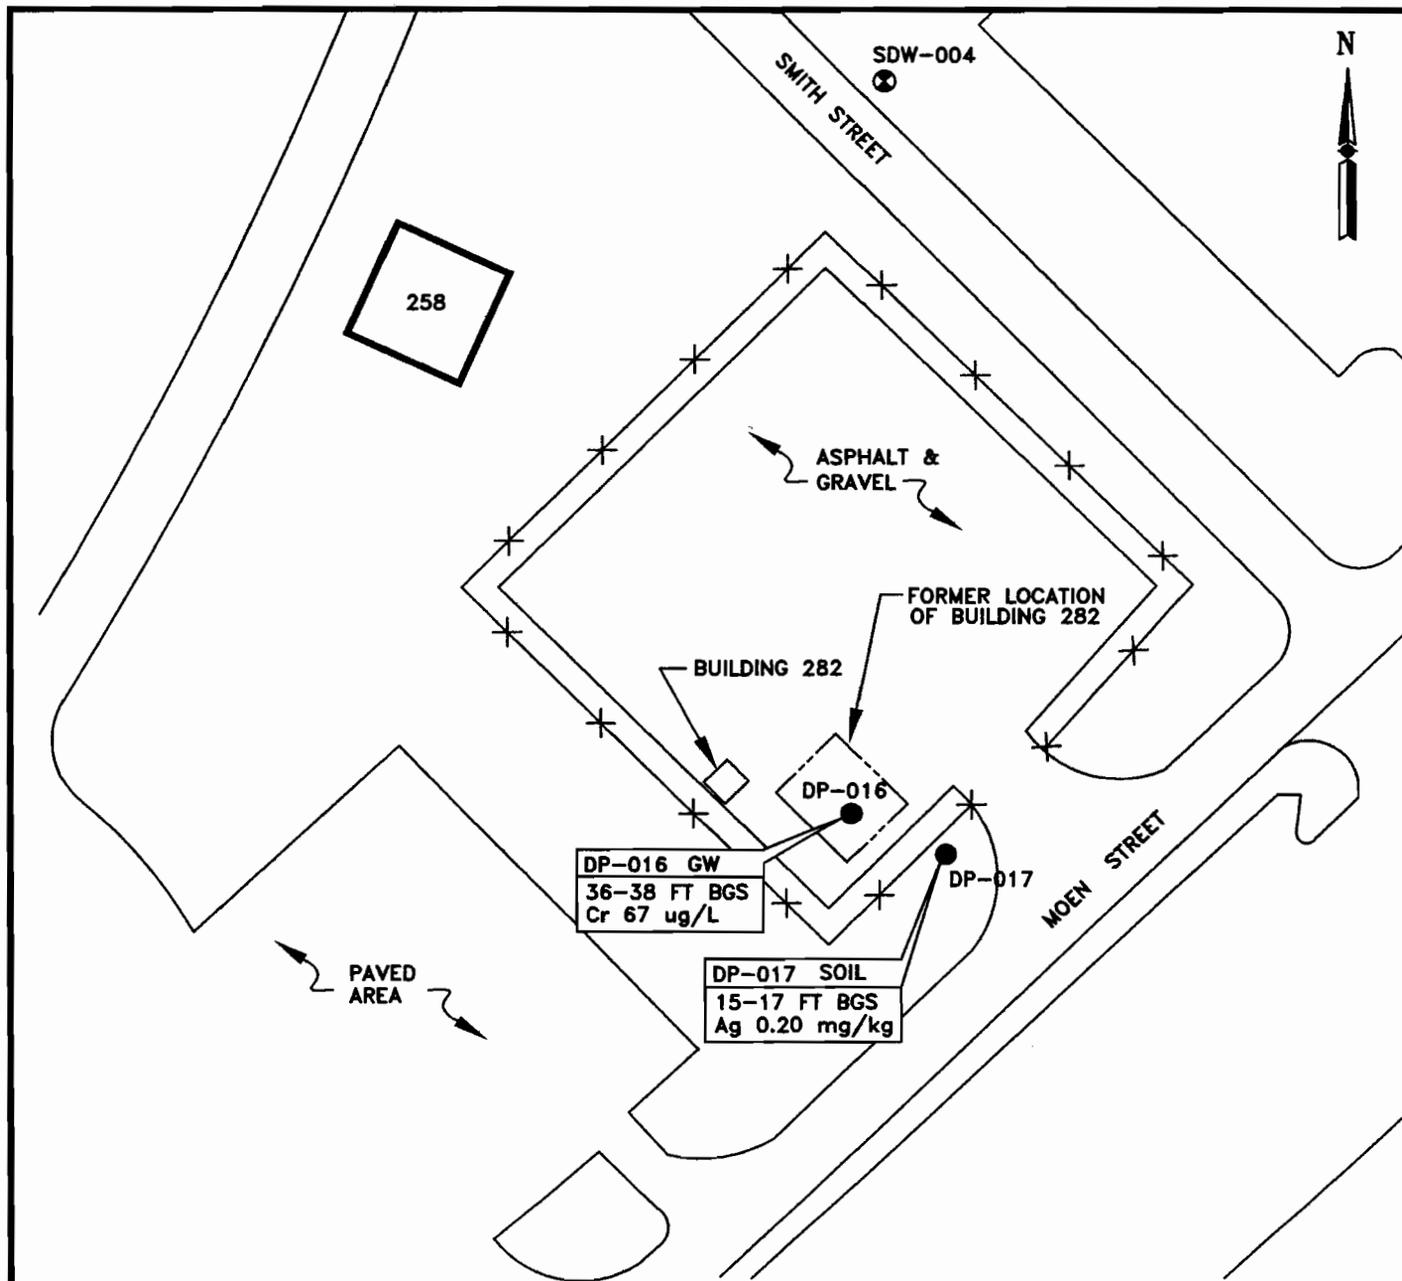 SDW-004
N
SMITH STREET
258
ASPHALT &
GRAVEL
FORMER LOCATION
OF BUILDING 282
BUILDING 282
DP-016
DP-016 GW
36-38 FT BGS
Cr 67 ug/L
DP-017
MOEN STREET
DP-017 SOIL
15-17 FT BGS
Ag 0.20 mg/kg
PAVED
AREA